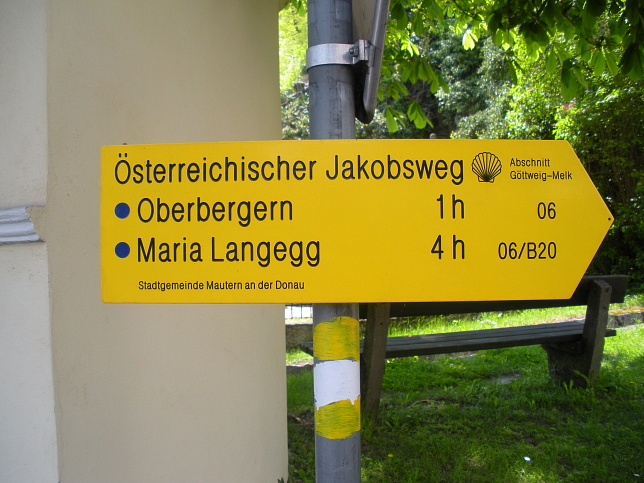 Österreichischer Jakobsweg
Abschnitt
Göttweig–Melk
Oberbergern 1h 06
Maria Langegg 4h 06/B20
Stadtgemeinde Mautern an der Donau